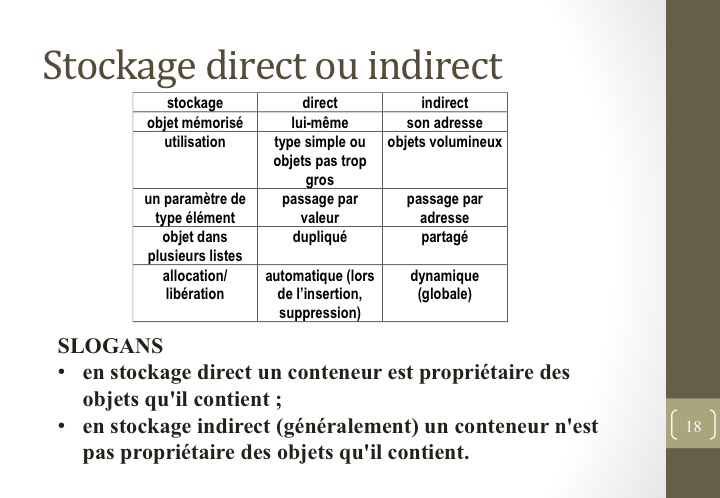 Stockage direct ou indirect
stockage direct indirect
objet mémorisé lui-même son adresse
utilisation type simple ou objets volumineux
objets pas trop
gros
un paramètre de passage par passage par
type élément valeur adresse
objet dans dupliqué partagé
plusieurs listes
allocation/ automatique (lors dynamique
libération de l'insertion, (globale)
suppression)
SLOGANS
• en stockage direct un conteneur est propriétaire des
objets qu'il contient ;
• en stockage indirect (généralement) un conteneur n'est
pas propriétaire des objets qu'il contient.
18